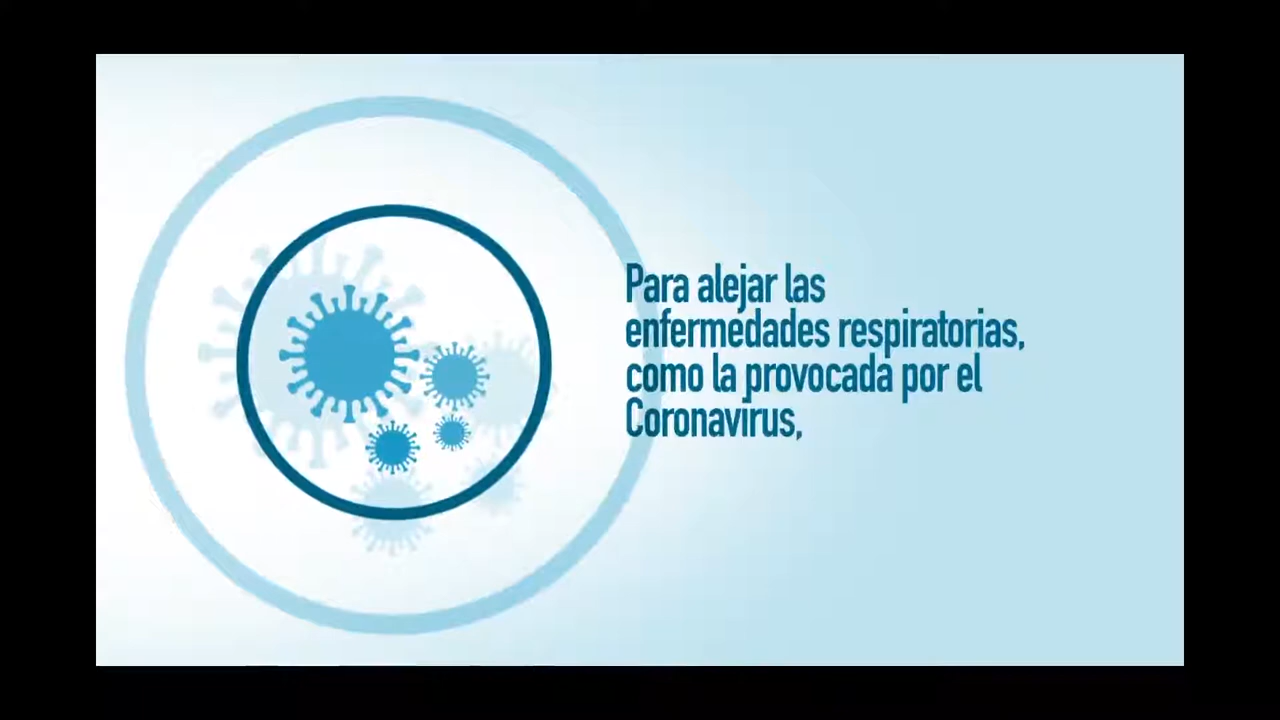 Para alejar las
enfermedades respiratorias,
como la provocada por el
Coronavirus,